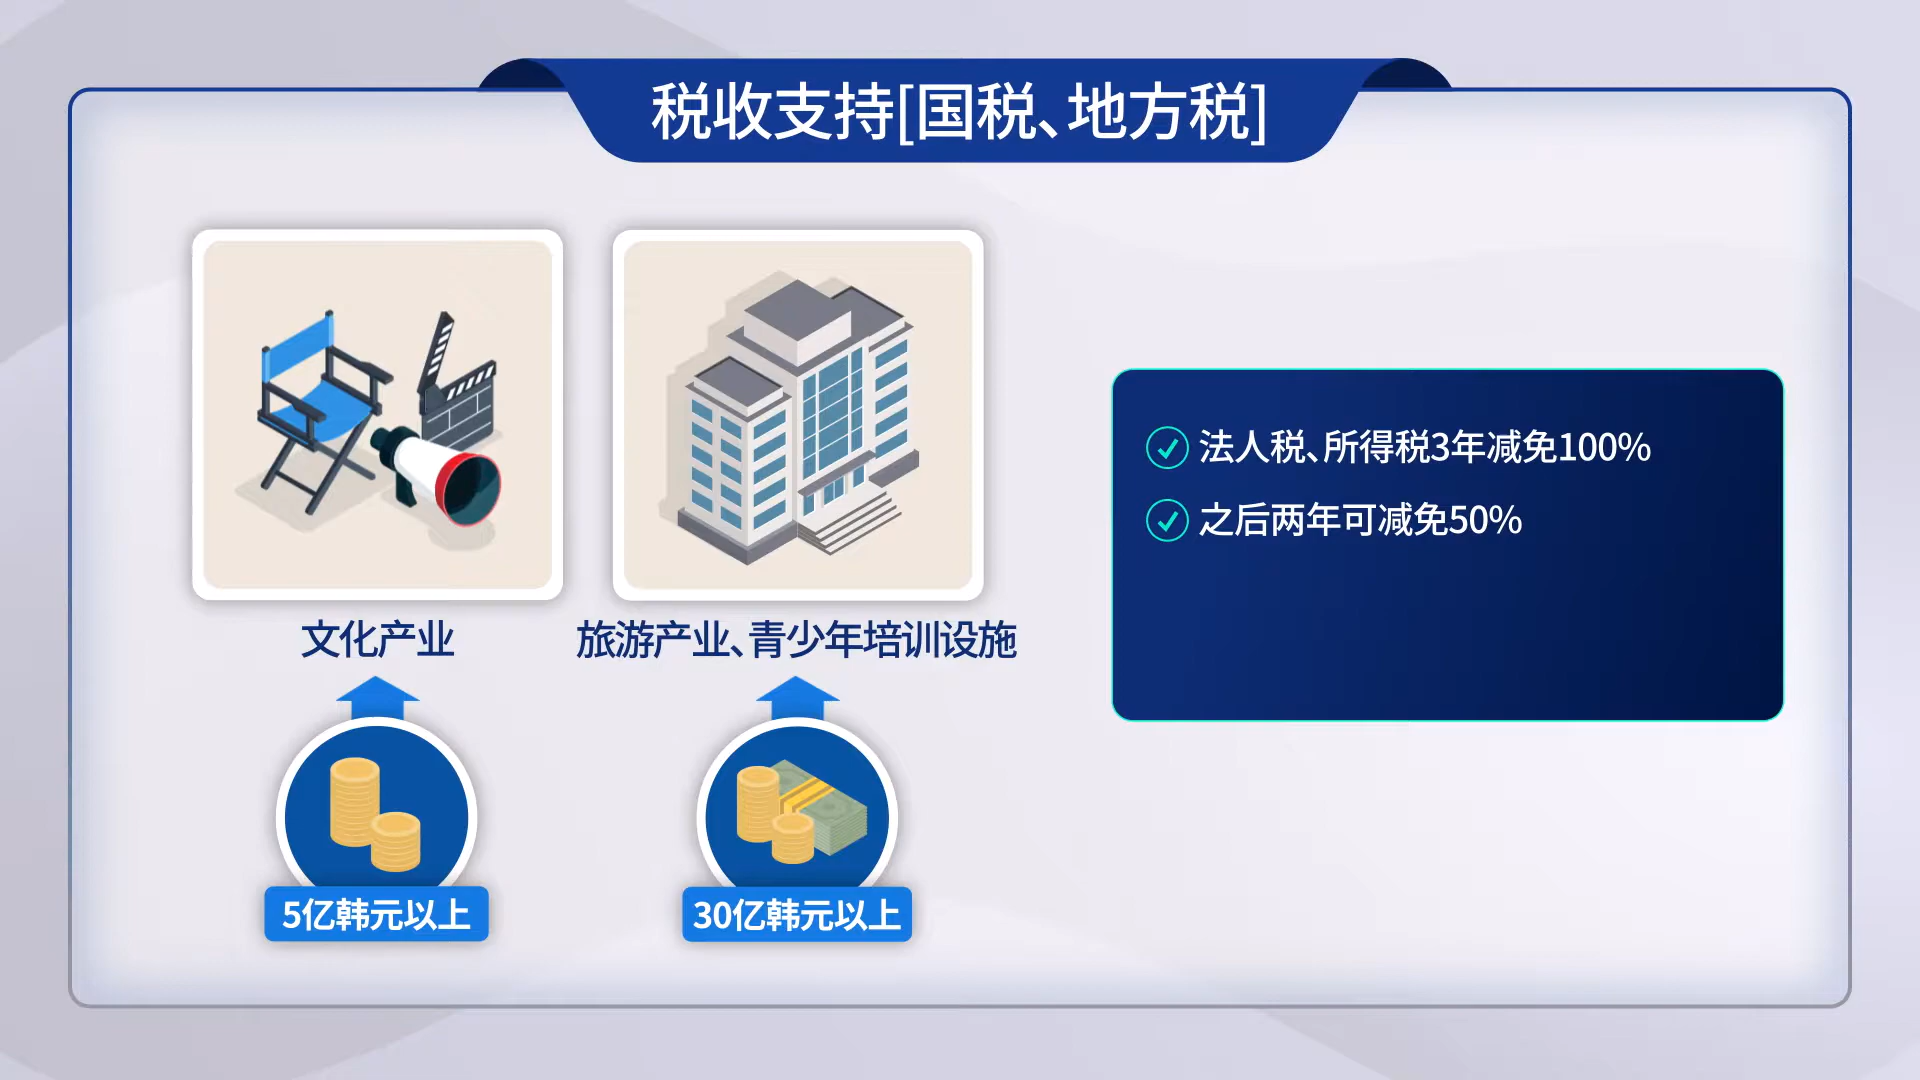 税收支持[国税、地方税]
文化产业
旅游产业、青少年培训设施
5亿韩元以上
30亿韩元以上
法人税、所得税3年减免100%
之后两年可减免50%